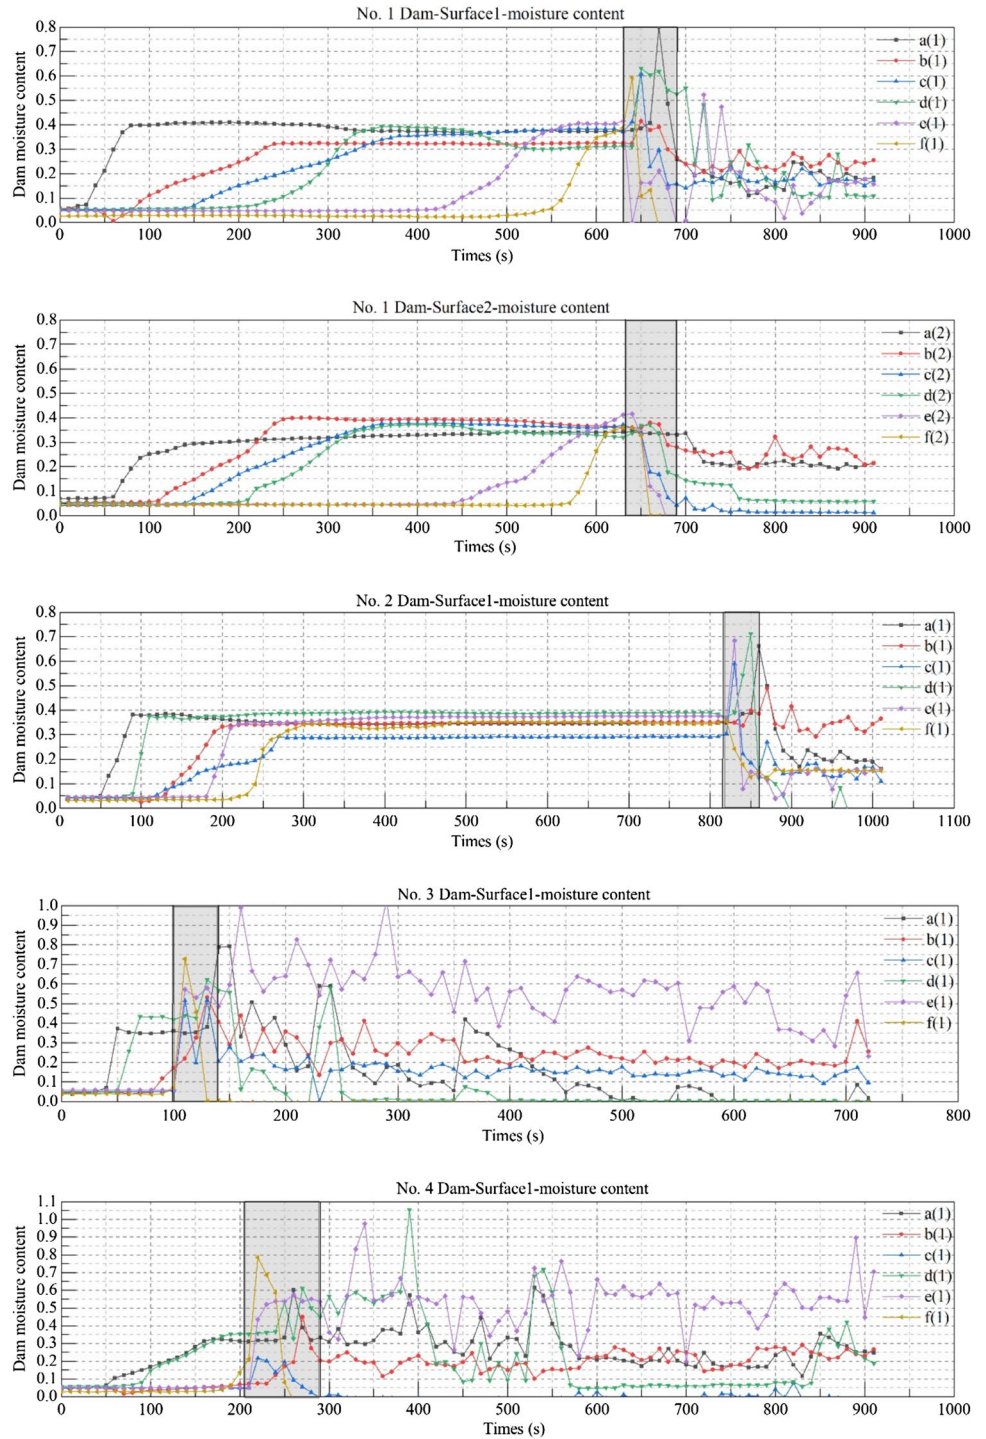 No. 1 Dam-Surface1-moisture content
Dam moisture content
0.8
0.7
0.6
0.5
0.4
0.3
0.2
0.1
0.0
a(1)
b(1)
c(1)
d(1)
c(1)
f(1)
0 100 200 300 400 500 600 700 800 900 1000
Times (s)
No. 1 Dam-Surface2-moisture content
Dam moisture content
0.8
0.7
0.6
0.5
0.4
0.3
0.2
0.1
0.0
a(2)
b(2)
c(2)
d(2)
e(2)
f(2)
0 100 200 300 400 500 600 700 800 900 1000
Times (s)
No. 2 Dam-Surface1-moisture content
Dam moisture content
0.8
0.7
0.6
0.5
0.4
0.3
0.2
0.1
0.0
a(1)
b(1)
c(1)
d(1)
c(1)
f(1)
0 100 200 300 400 500 600 700 800 900 1000 1100
Times (s)
No. 3 Dam-Surface1-moisture content
Dam moisture content
1.0
0.9
0.8
0.7
0.6
0.5
0.4
0.3
0.2
0.1
0.0
a(1)
b(1)
c(1)
d(1)
e(1)
f(1)
0 100 200 300 400 500 600 700 800
Times (s)
No. 4 Dam-Surface1-moisture content
Dam moisture content
1.1
1.0
0.9
0.8
0.7
0.6
0.5
0.4
0.3
0.2
0.1
0.0
a(1)
b(1)
c(1)
d(1)
e(1)
f(1)
0 100 200 300 400 500 600 700 800 900 1000
Times (s)